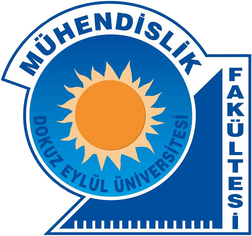 MÜHENDİSLİK
FAKÜLTESİ
DOKUZ EYLÜL ÜNİVERSİTESİ